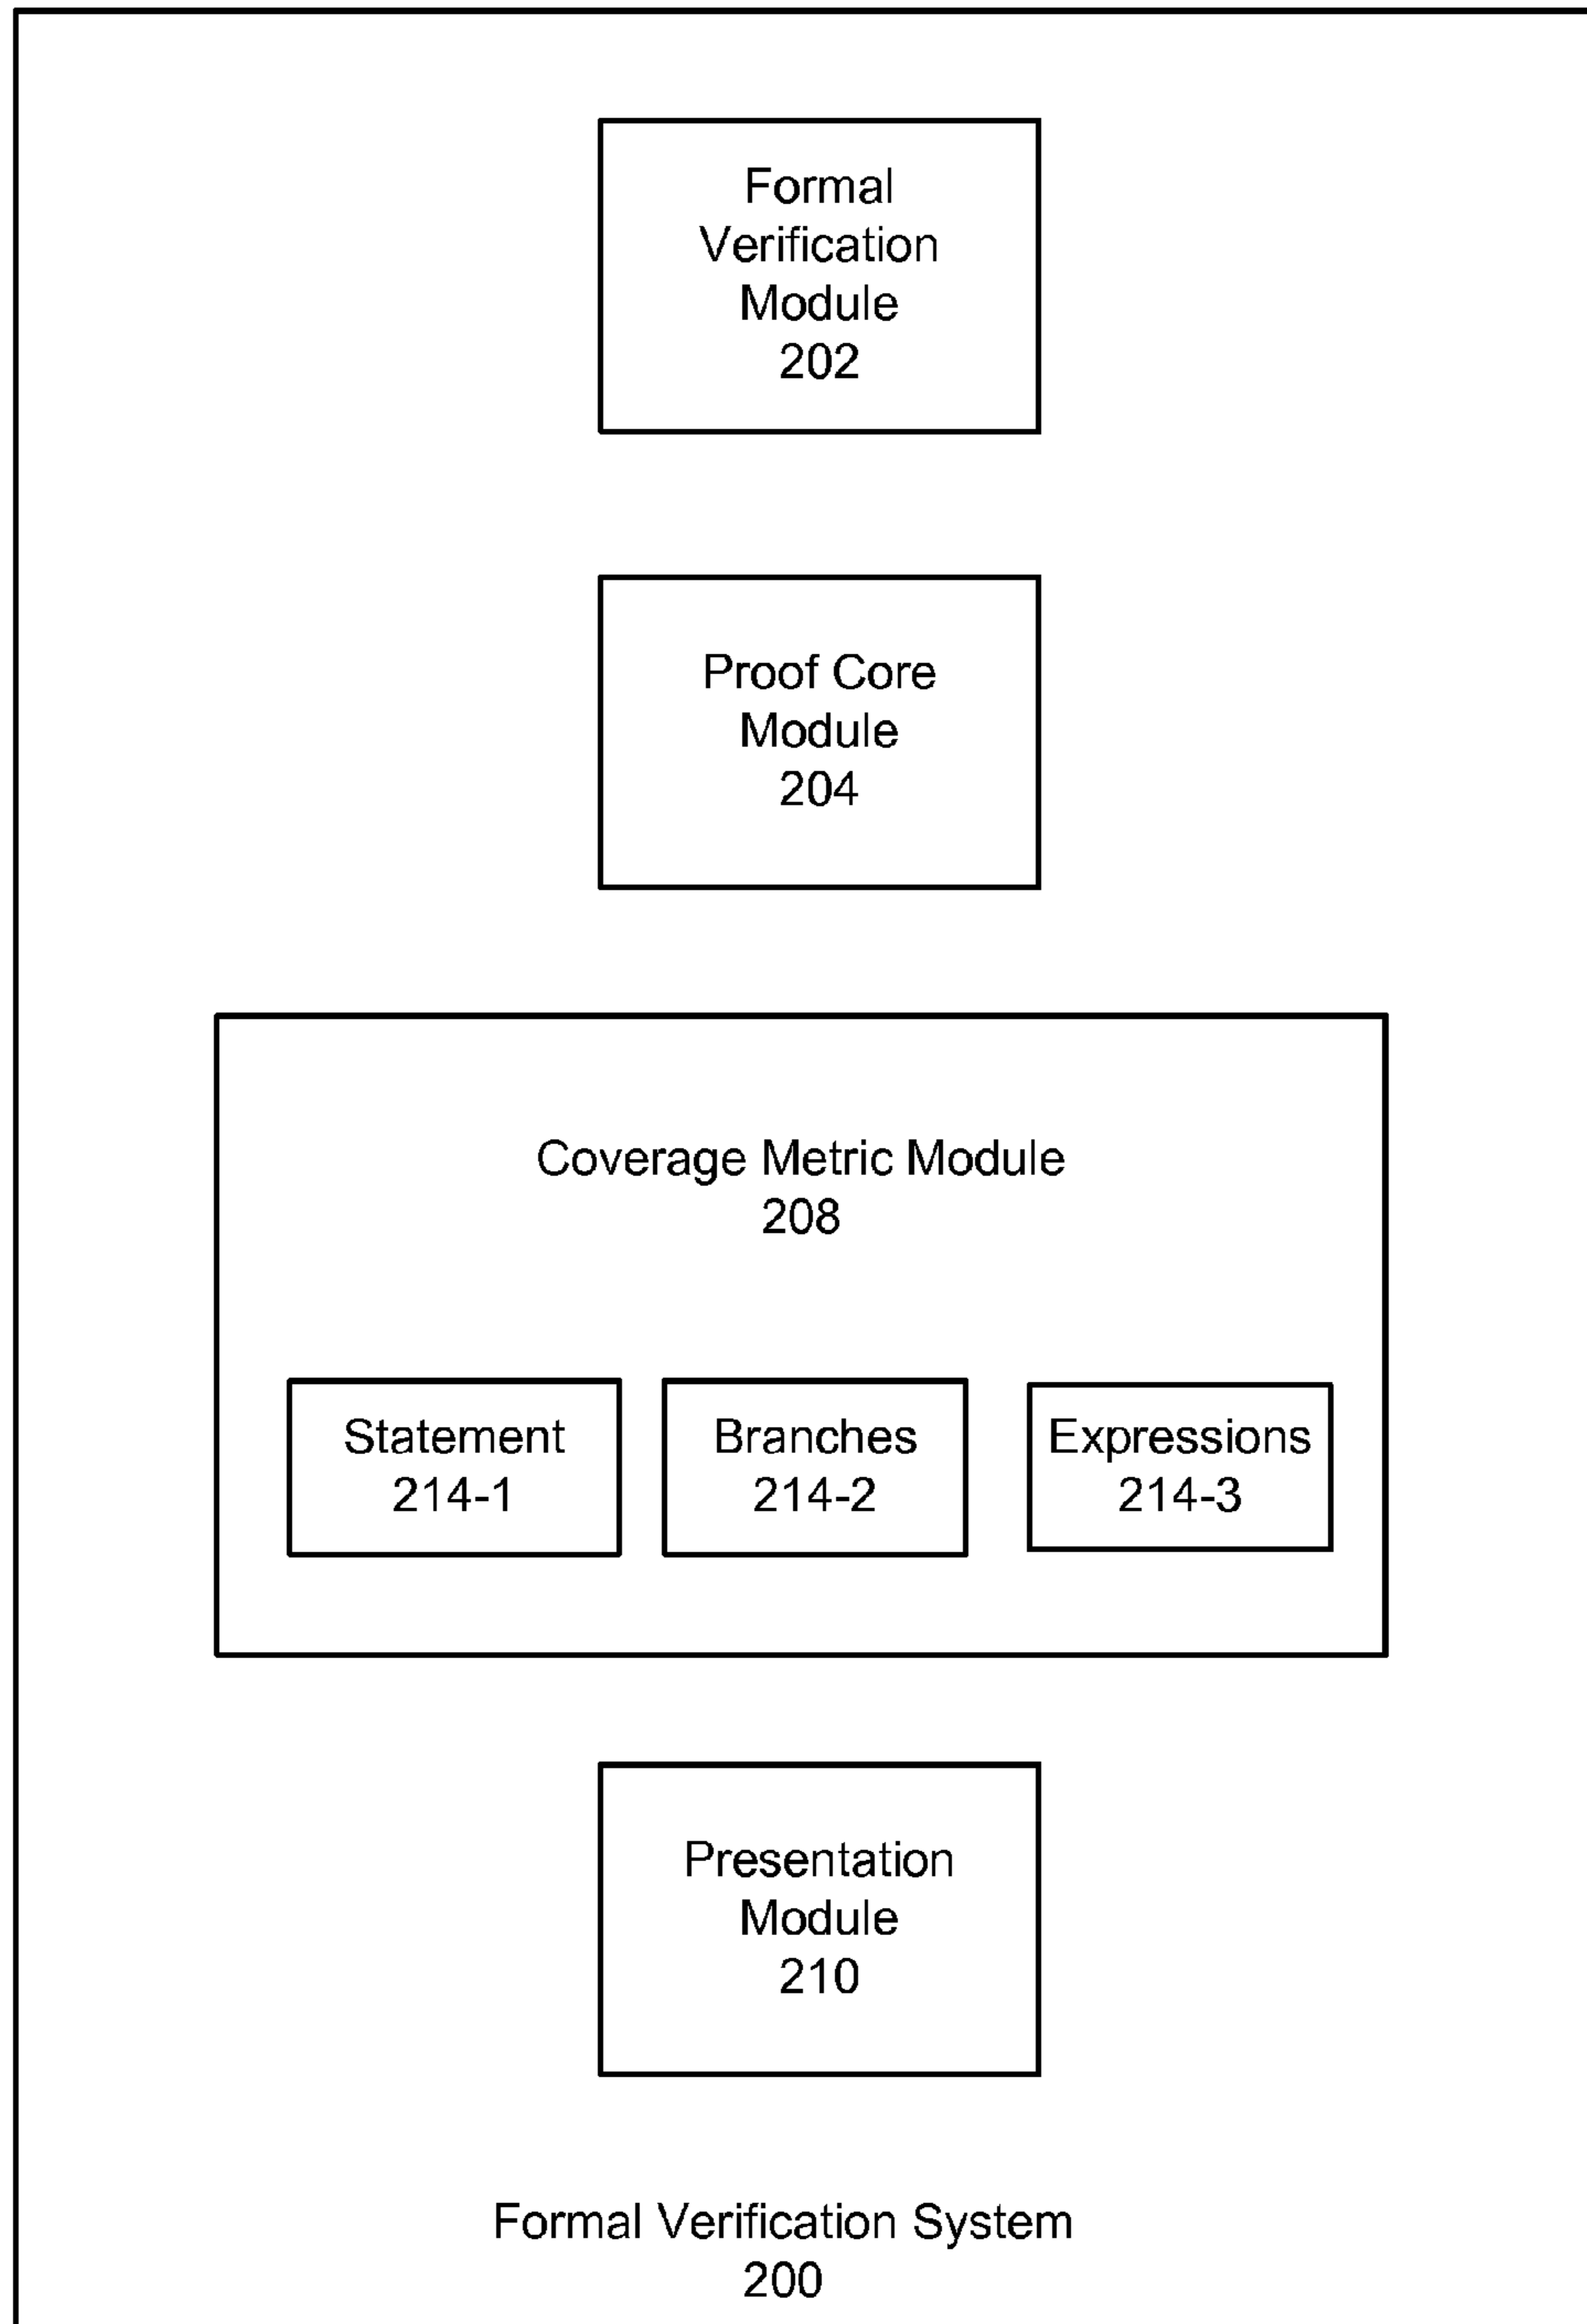 Formal
Verification
Module
202
Proof Core
Module
204
Coverage Metric Module
208
Statement
214-1
Branches
214-2
Expressions
214-3
Presentation
Module
210
Formal Verification System
200